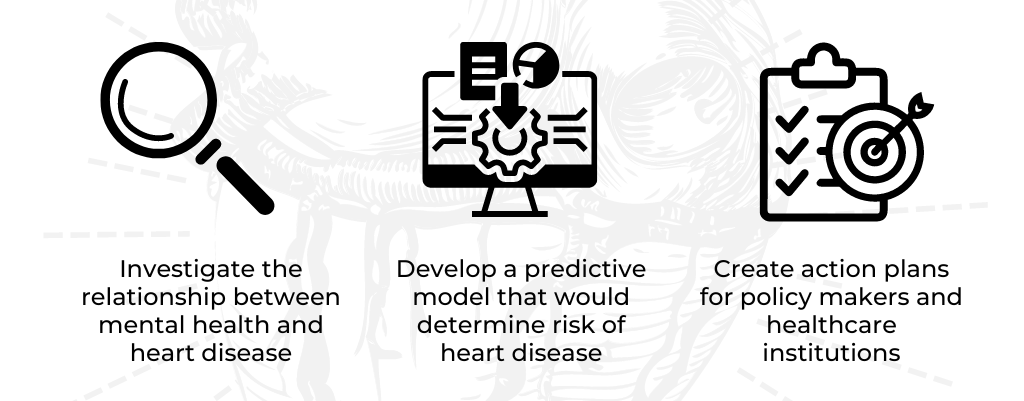 Investigate the
relationship between
mental health and
heart disease
Develop a predictive
model that would
determine risk of
heart disease
Create action plans
for policy makers and
healthcare
institutions